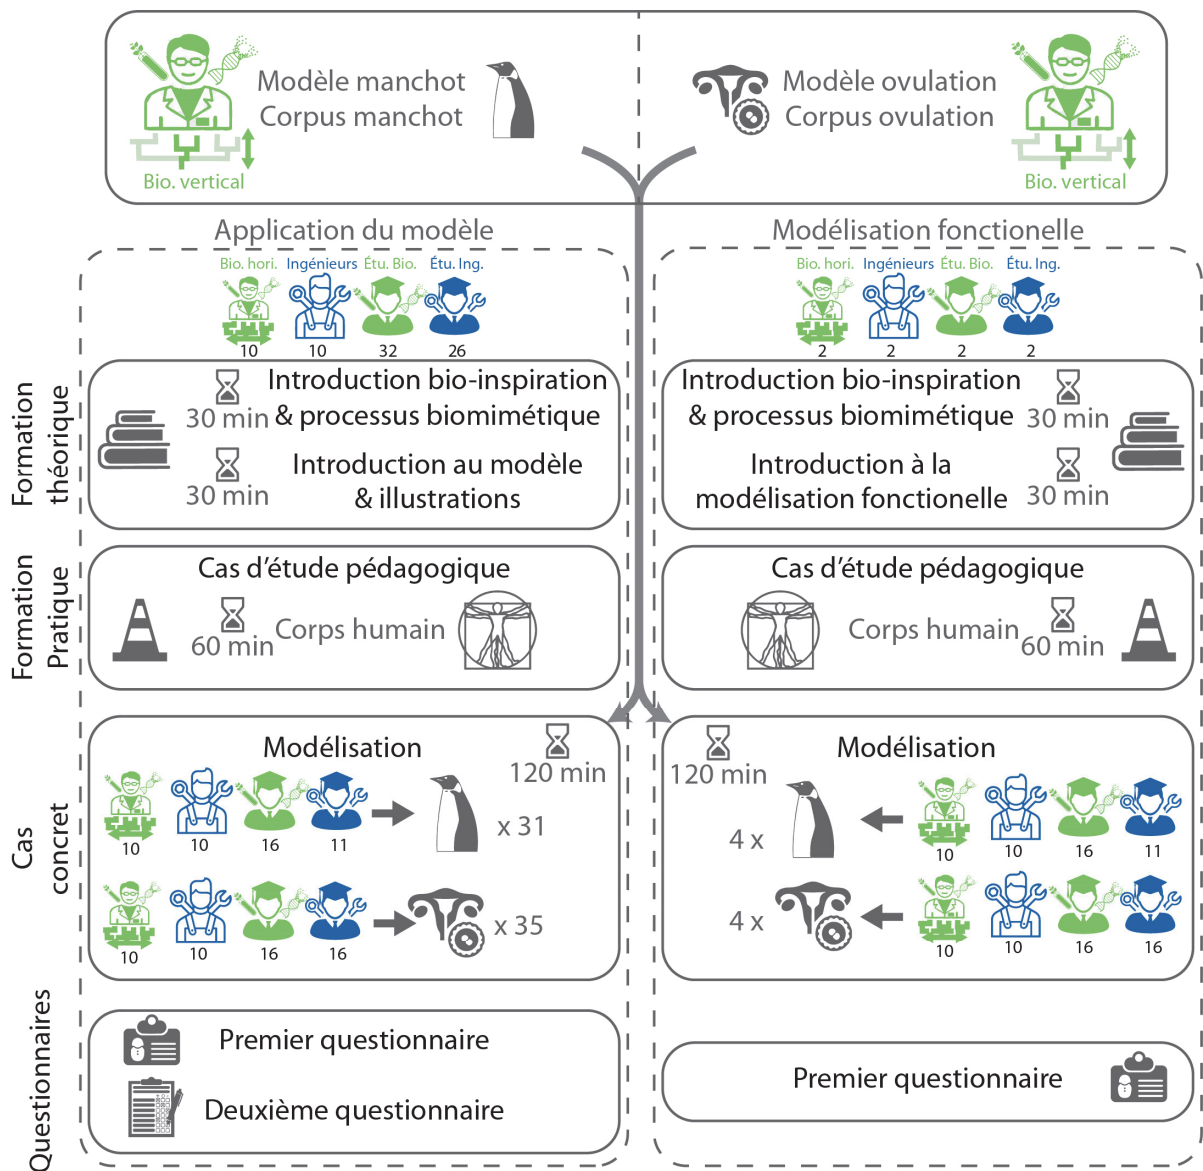 Modèle manchot
Corpus manchot
Bio. vertical
Modèle ovulation
Corpus ovulation
Bio. vertical
Application du modèle
Bio. hori. Ingénieurs Étu. Bio. Étu. Ing.
10 10 32 26
Modélisation fonctionelle
Bio. hori. Ingénieurs Étu. Bio. Étu. Ing.
2 2 2 2
Formation
théorique
Introduction bio-inspiration
30 min & processus biomimétique
Introduction au modèle
30 min & illustrations
Introduction bio-inspiration
& processus biomimétique 30 min
Introduction à la
modélisation fonctionelle 30 min
Formation
Pratique
Cas d'étude pédagogique
60 min Corps humain
Cas d'étude pédagogique
Corps humain 60 min
Cas
concret
Modélisation
120 min
x 31
10 10 16 11
x 35
10 10 16 16
Modélisation
120 min
4 x
10 10 16 11
4 x
10 10 16 16
Questionnaires
Premier questionnaire
Deuxième questionnaire
Premier questionnaire